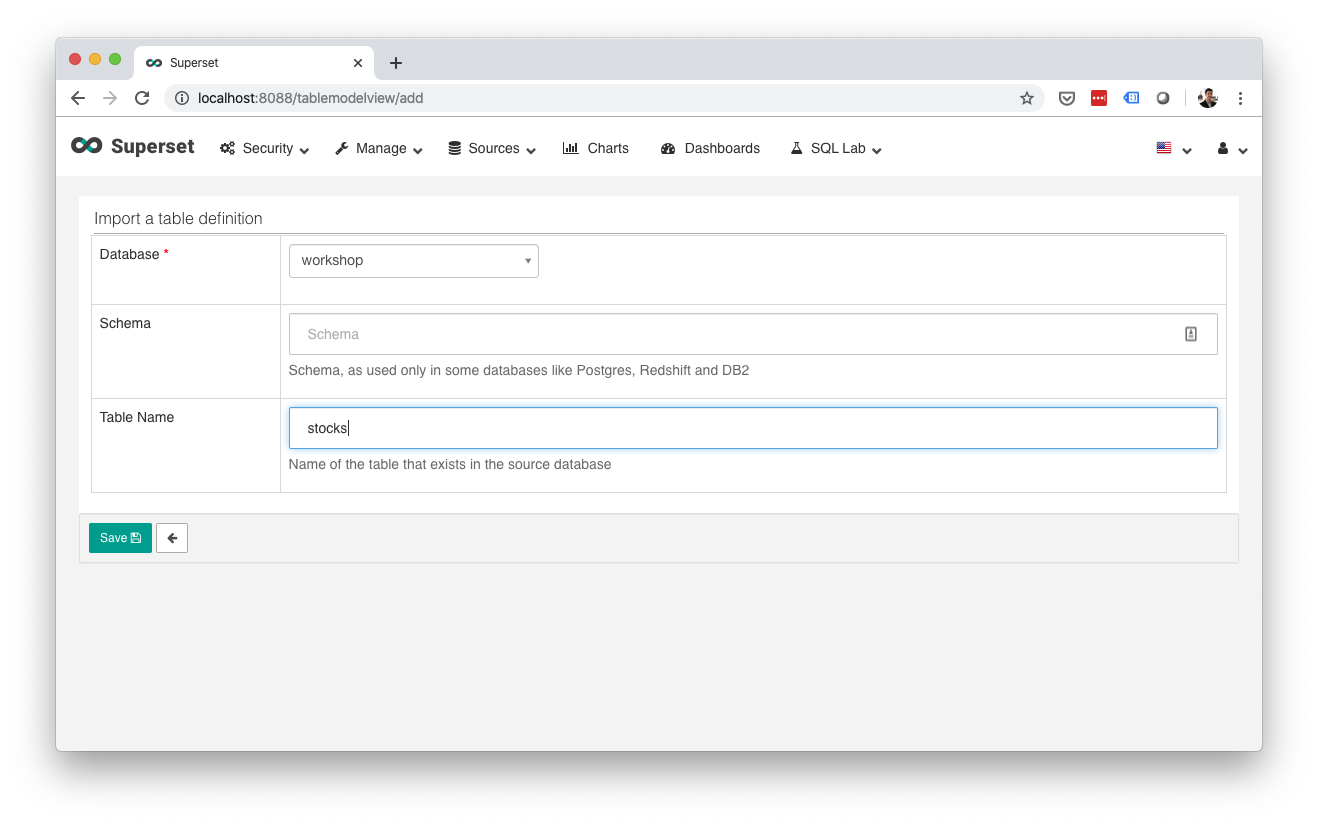 Superset
localhost:8088/tablemodelview/add
Superset Security Manage Sources Charts Dashboards SQL Lab
Import a table definition
Database * workshop
Schema Schema
Schema, as used only in some databases like Postgres, Redshift and DB2
Table Name stocks
Name of the table that exists in the source database
Save